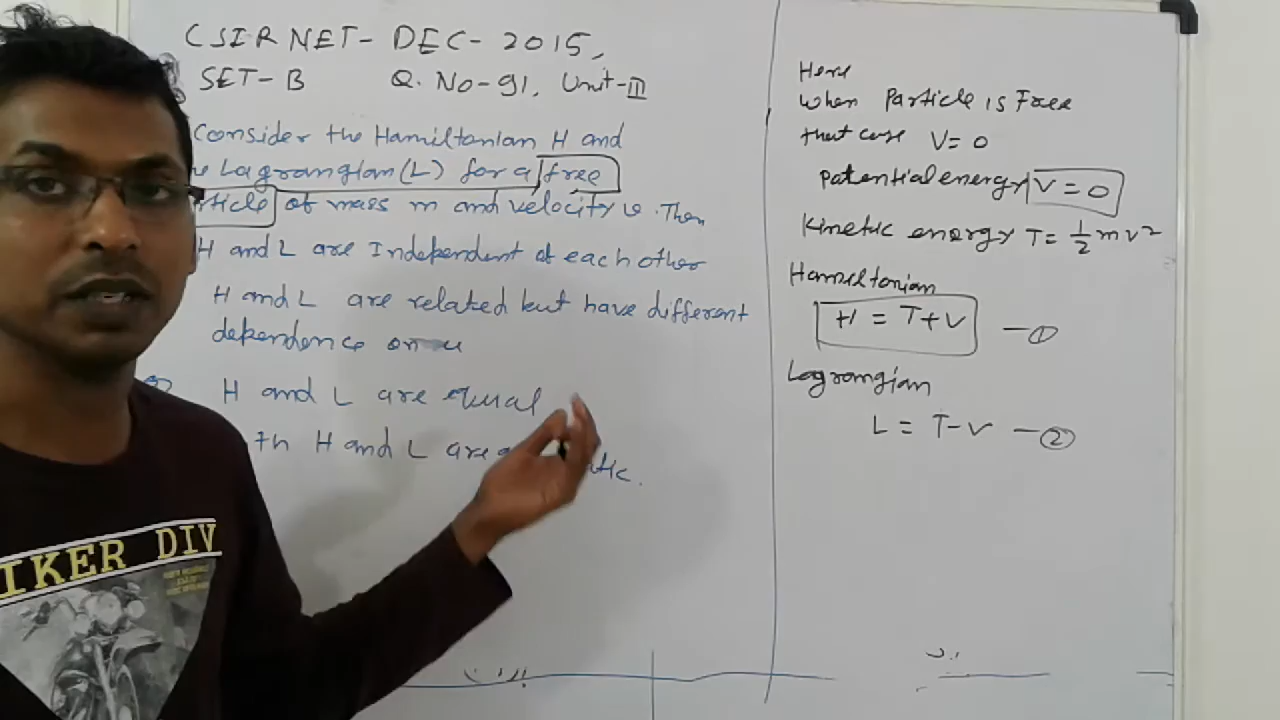 CSIR NET- DEC- 2015,
SET- B Q. No-91, Unit-III
Consider the Hamiltonian H and
Lagrangian(L) for a free
of mass m and velocity v. Then
H and L are Independent of each other
H and L are related but have different
dependence on
H and L are equal
H and L are
Here
When Particle is Free
that case V= 0
Potential energy V = 0
Kinetic energy T= 1/2 mv²
Hamiltonian
H = T+V —①
Lagrangian
L = T-V —②
IKER DIV